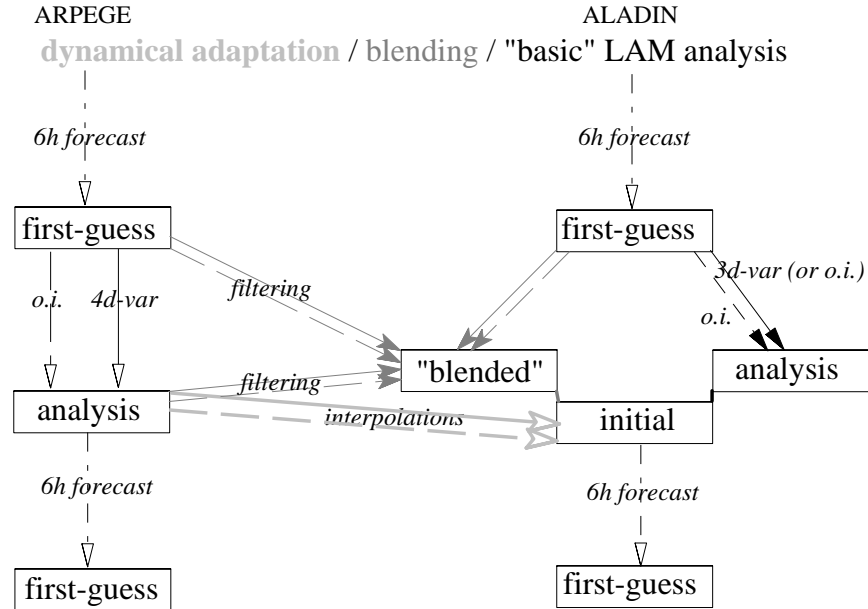 ARPEGE ALADIN
dynamical adaptation / blending / "basic" LAM analysis
6h forecast 6h forecast
first-guess first-guess
3d-var (or o.i.)
o.i. 4d-var filtering
o.i.
"blended" analysis
filtering
analysis interpolations initial
6h forecast 6h forecast
first-guess first-guess